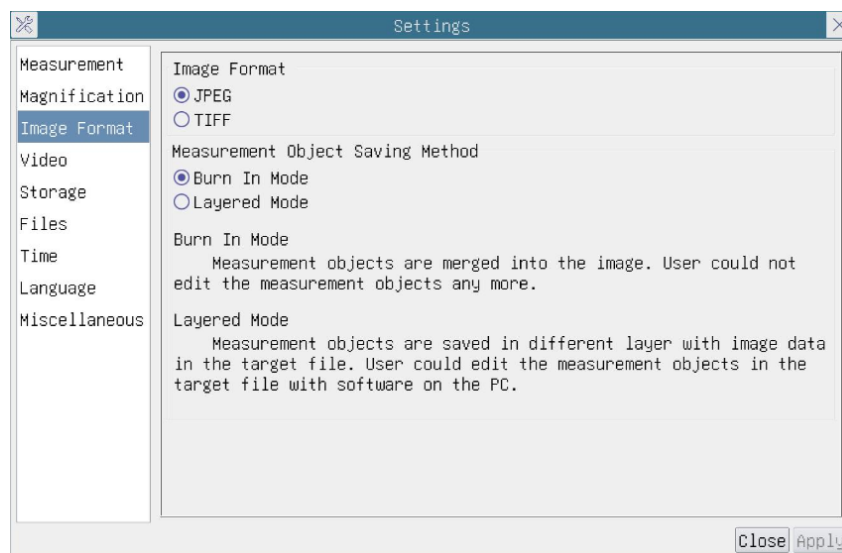 Settings
Measurement
Magnification
Image Format
Video
Storage
Files
Time
Language
Miscellaneous
Image Format
JPEG
TIFF
Measurement Object Saving Method
Burn In Mode
Layered Mode
Burn In Mode
Measurement objects are merged into the image. User could not
edit the measurement objects any more.
Layered Mode
Measurement objects are saved in different layer with image data
in the target file. User could edit the measurement objects in the
target file with software on the PC.
Close
Apply